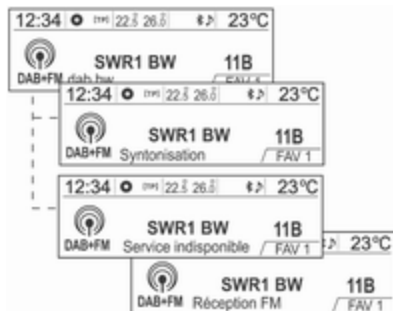 12:34 [TP] 22.5 26.0 23°C
SWR1 BW 11B
DAB+FM dab bw FAV 1
12:34 [TP] 22.5 26.0 23°C
SWR1 BW 11B
DAB+FM Syntonisation FAV 1
12:34 [TP] 22.5 26.0 23°C
SWR1 BW 11B
DAB+FM Service indisponible FAV 1
23°C
SWR1 BW 11B
DAB+FM Réception FM FAV 1